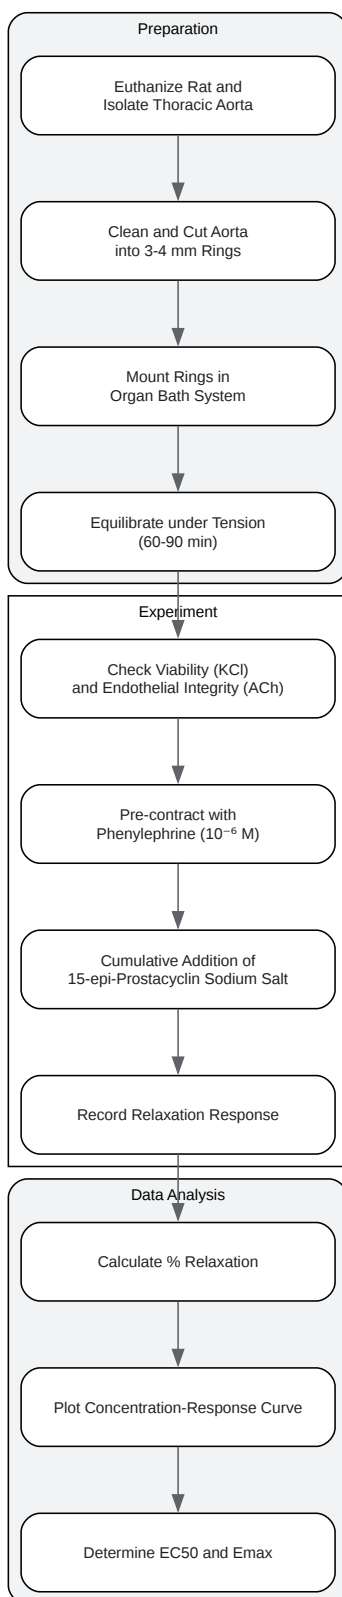 Preparation
Euthanize Rat and
Isolate Thoracic Aorta
Clean and Cut Aorta
into 3-4 mm Rings
Mount Rings in
Organ Bath System
Equilibrate under Tension
(60-90 min)
Experiment
Check Viability (KCl)
and Endothelial Integrity (ACh)
Pre-contract with
Phenylephrine (10⁻⁶ M)
Cumulative Addition of
15-epi-Prostacyclin Sodium Salt
Record Relaxation Response
Data Analysis
Calculate % Relaxation
Plot Concentration-Response Curve
Determine EC50 and Emax